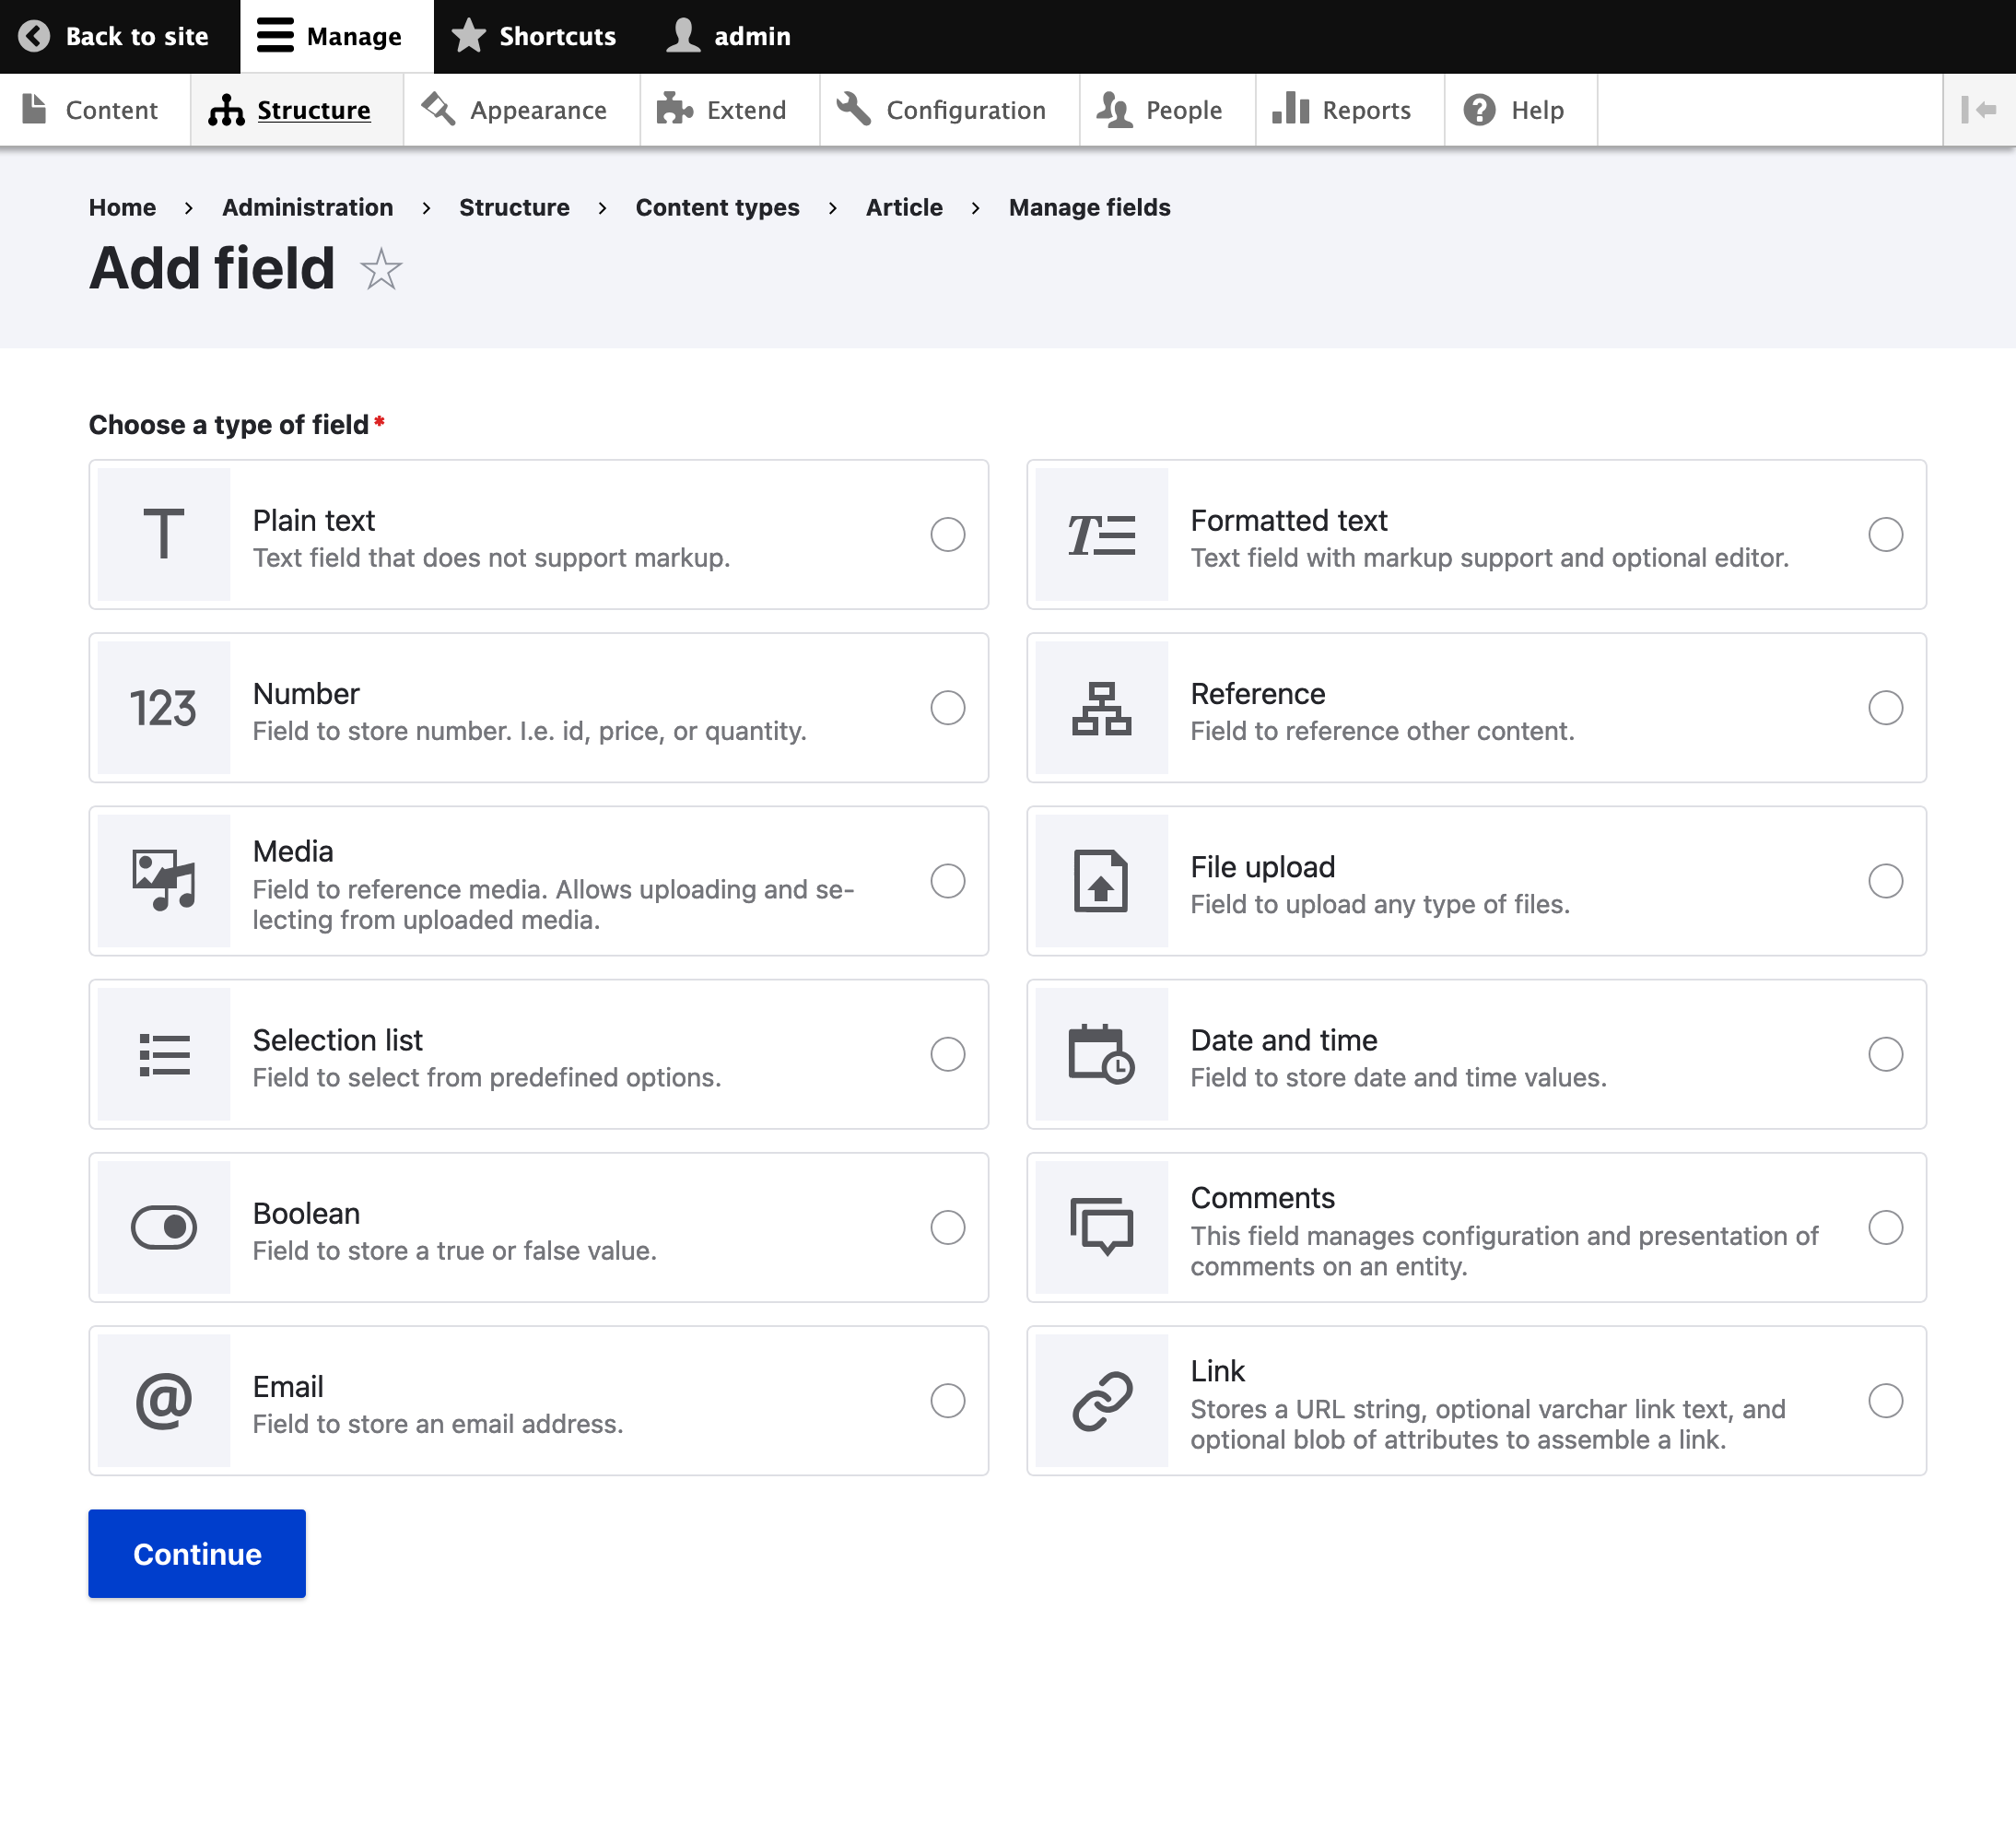 Back to site
Manage
Shortcuts
admin
Content
Structure
Appearance
Extend
Configuration
People
Reports
Help
Home › Administration › Structure › Content types › Article › Manage fields
Add field
Choose a type of field*
T
Plain text
Text field that does not support markup.
T
Formatted text
Text field with markup support and optional editor.
123
Number
Field to store number. I.e. id, price, or quantity.
Reference
Field to reference other content.
Media
Field to reference media. Allows uploading and se-
lecting from uploaded media.
File upload
Field to upload any type of files.
Selection list
Field to select from predefined options.
Date and time
Field to store date and time values.
Boolean
Field to store a true or false value.
Comments
This field manages configuration and presentation of
comments on an entity.
@
Email
Field to store an email address.
Link
Stores a URL string, optional varchar link text, and
optional blob of attributes to assemble a link.
Continue